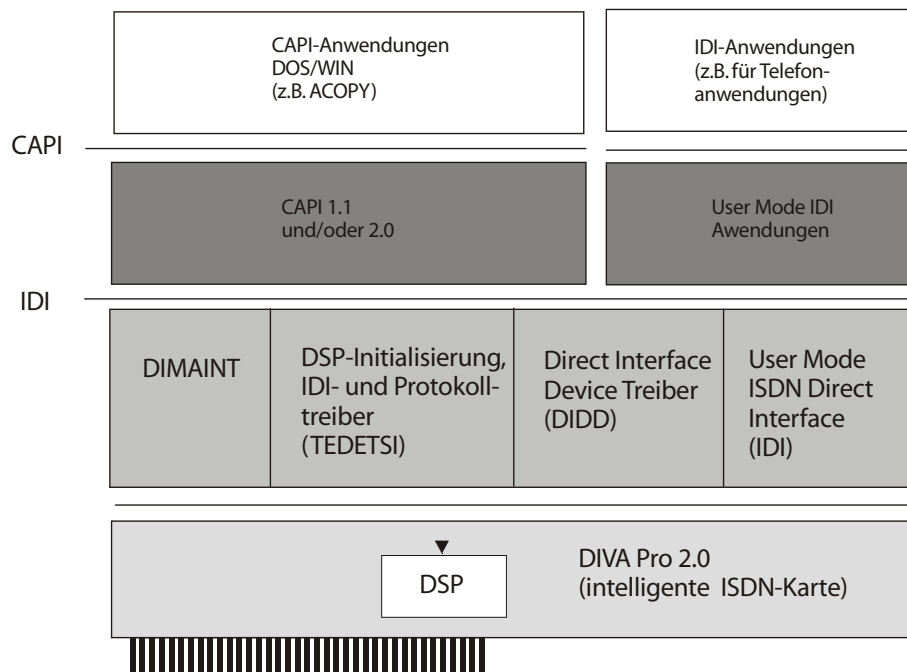 CAPI-Anwendungen
DOS/WIN
(z.B. ACOPY)
IDI-Anwendungen
(z.B. für Telefon-
anwendungen)
CAPI
CAPI 1.1
und/oder 2.0
User Mode IDI
Awendungen
IDI
DIMAINT
DSP-Initialisierung,
IDI- und Protokoll-
treiber
(TEDETSI)
Direct Interface
Device Treiber
(DIDD)
User Mode
ISDN Direct
Interface
(IDI)
DSP
DIVA Pro 2.0
(intelligente ISDN-Karte)